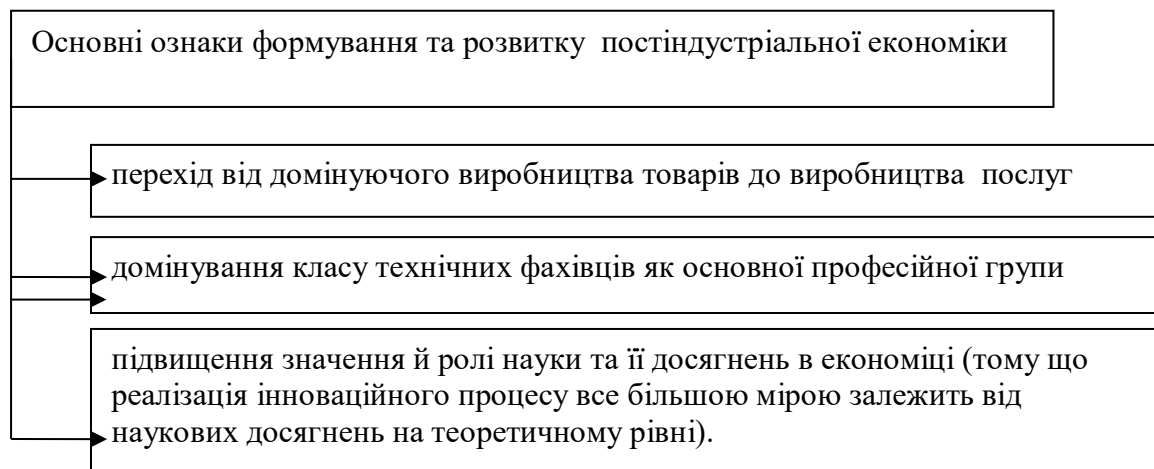 Основні ознаки формування та розвитку постіндустріальної економіки
перехід від домінуючого виробництва товарів до виробництва послуг
домінування класу технічних фахівців як основної професійної групи
підвищення значення й ролі науки та її досягнень в економіці (тому що
реалізація інноваційного процесу все більшою мірою залежить від
наукових досягнень на теоретичному рівні).